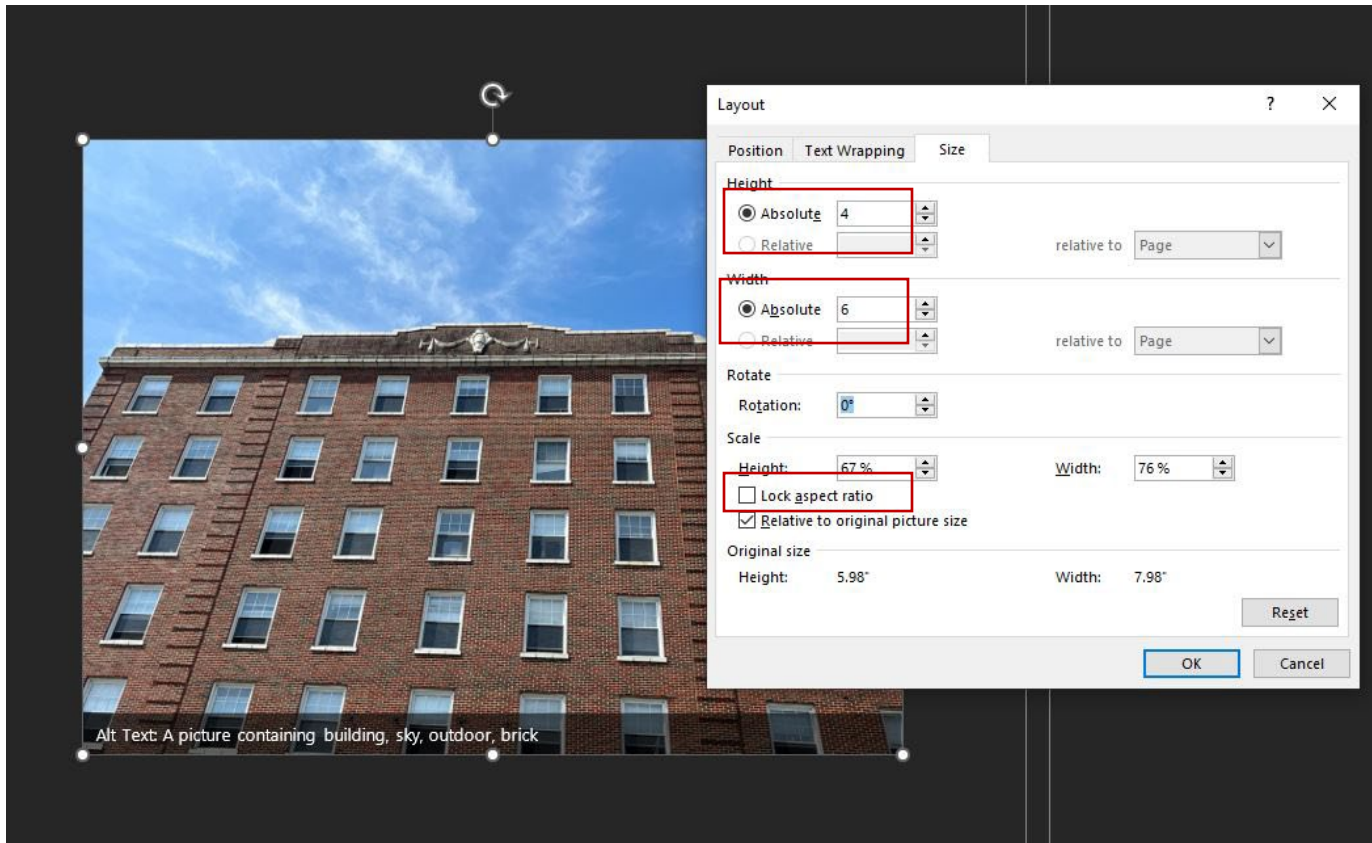 Layout ?
Position Text Wrapping Size
Height
Absolute 4
Relative relative to Page
Width
Absolute 6
Relative relative to Page
Rotate
Rotation: 0°
Scale
Height: 67 % Width: 76 %
Lock aspect ratio
Relative to original picture size
Original size
Height: 5.98" Width: 7.98"
Reset
OK Cancel
Alt Text: A picture containing building, sky, outdoor, brick